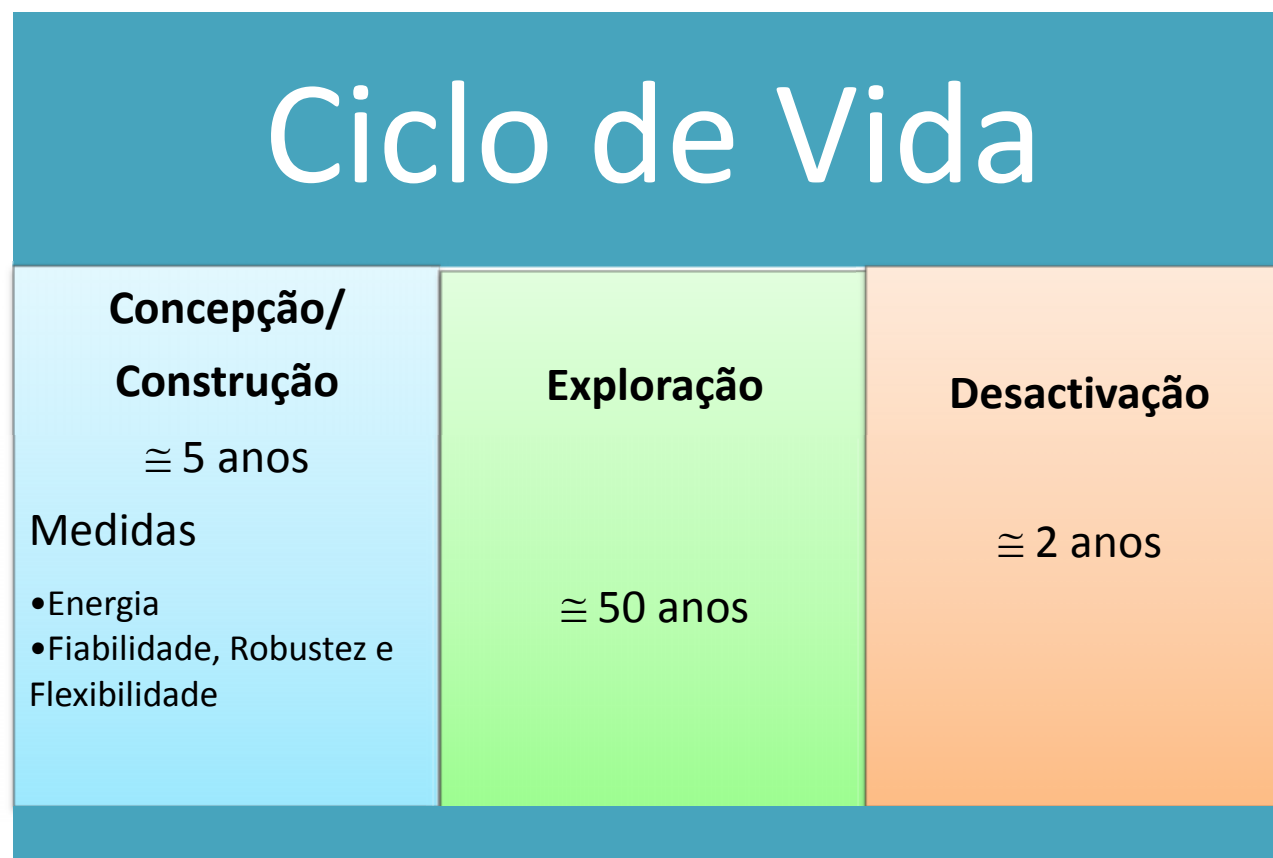 Ciclo de Vida
Concepção/
Construção
≅ 5 anos
Medidas
•Energia
•Fiabilidade, Robustez e
Flexibilidade
Exploração
≅ 50 anos
Desactivação
≅ 2 anos